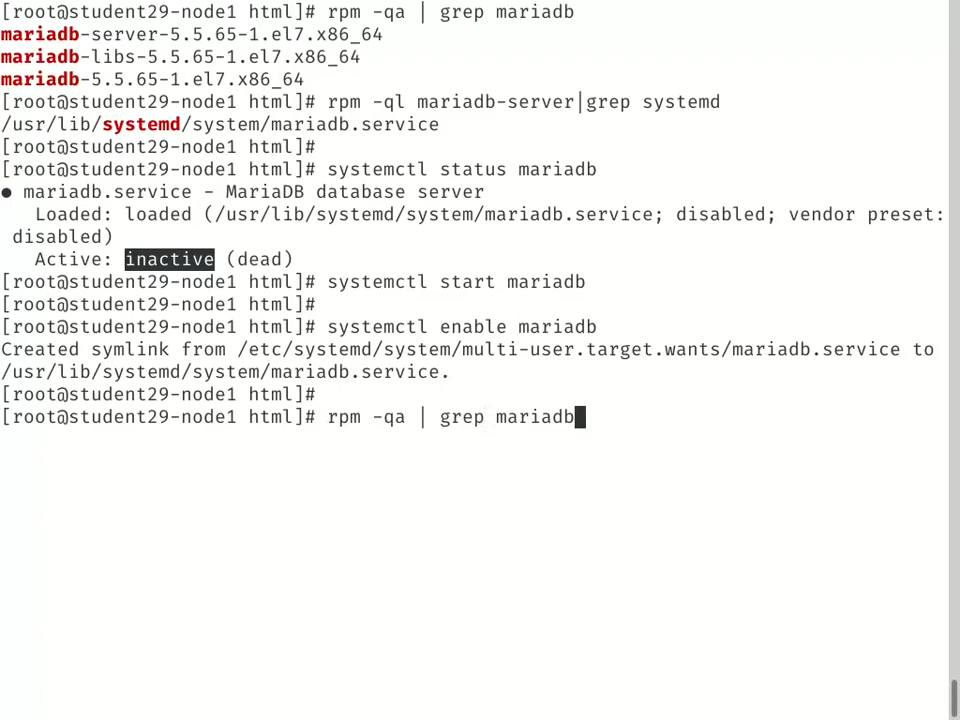 [root@student29-node1 html]# rpm -qa | grep mariadb
mariadb-server-5.5.65-1.el7.x86_64
mariadb-libs-5.5.65-1.el7.x86_64
mariadb-5.5.65-1.el7.x86_64
[root@student29-node1 html]# rpm -ql mariadb-server|grep systemd
/usr/lib/systemd/system/mariadb.service
[root@student29-node1 html]#
[root@student29-node1 html]# systemctl status mariadb
● mariadb.service - MariaDB database server
   Loaded: loaded (/usr/lib/systemd/system/mariadb.service; disabled; vendor preset:
 disabled)
   Active: inactive (dead)
[root@student29-node1 html]# systemctl start mariadb
[root@student29-node1 html]#
[root@student29-node1 html]# systemctl enable mariadb
Created symlink from /etc/systemd/system/multi-user.target.wants/mariadb.service to
/usr/lib/systemd/system/mariadb.service.
[root@student29-node1 html]#
[root@student29-node1 html]# rpm -qa | grep mariadb